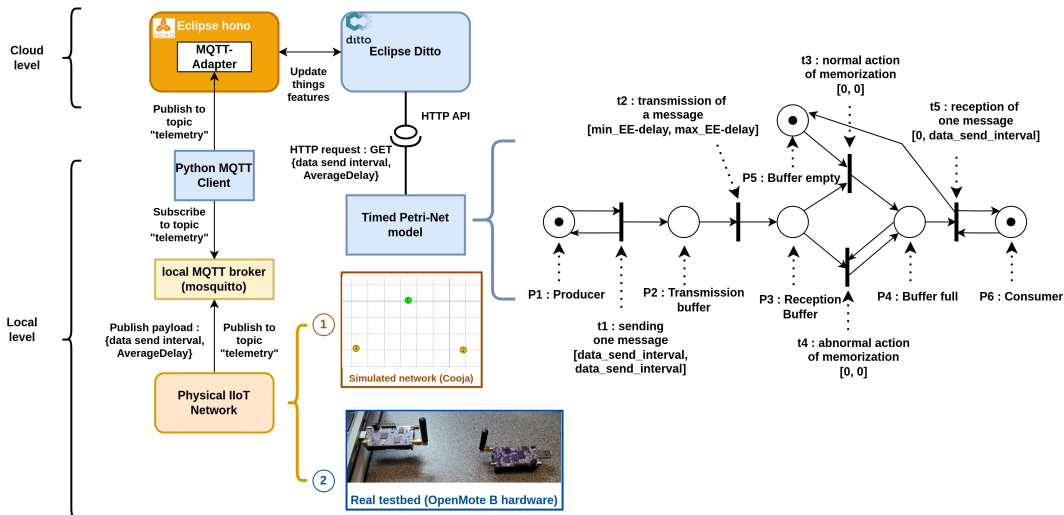 Cloud
level
Eclipse hono
HONO
MQTT-
Adapter
ditto
Eclipse Ditto
Update
things
features
Publish to
topic
"telemetry"
HTTP API
HTTP request : GET
{data send interval,
AverageDelay}
Python MQTT
Client
Subscribe
to topic
"telemetry"
Timed Petri-Net
model
local MQTT broker
(mosquitto)
Local
level
Publish payload :
{data send interval,
AverageDelay}
Publish to
topic
"telemetry"
Physical IIoT
Network
1
Simulated network (Cooja)
2
Real testbed (OpenMote B hardware)
t3 : normal action
of memorization
[0, 0]
t2 : transmission of
a message
[min_EE-delay, max_EE-delay]
t5 : reception of
one message
[0, data_send_interval]
P5 : Buffer empty
P1 : Producer
P2 : Transmission
buffer
P3 : Reception
Buffer
P4 : Buffer full
P6 : Consumer
t1 : sending
one message
[data_send_interval,
data_send_interval]
t4 : abnormal action
of memorization
[0, 0]